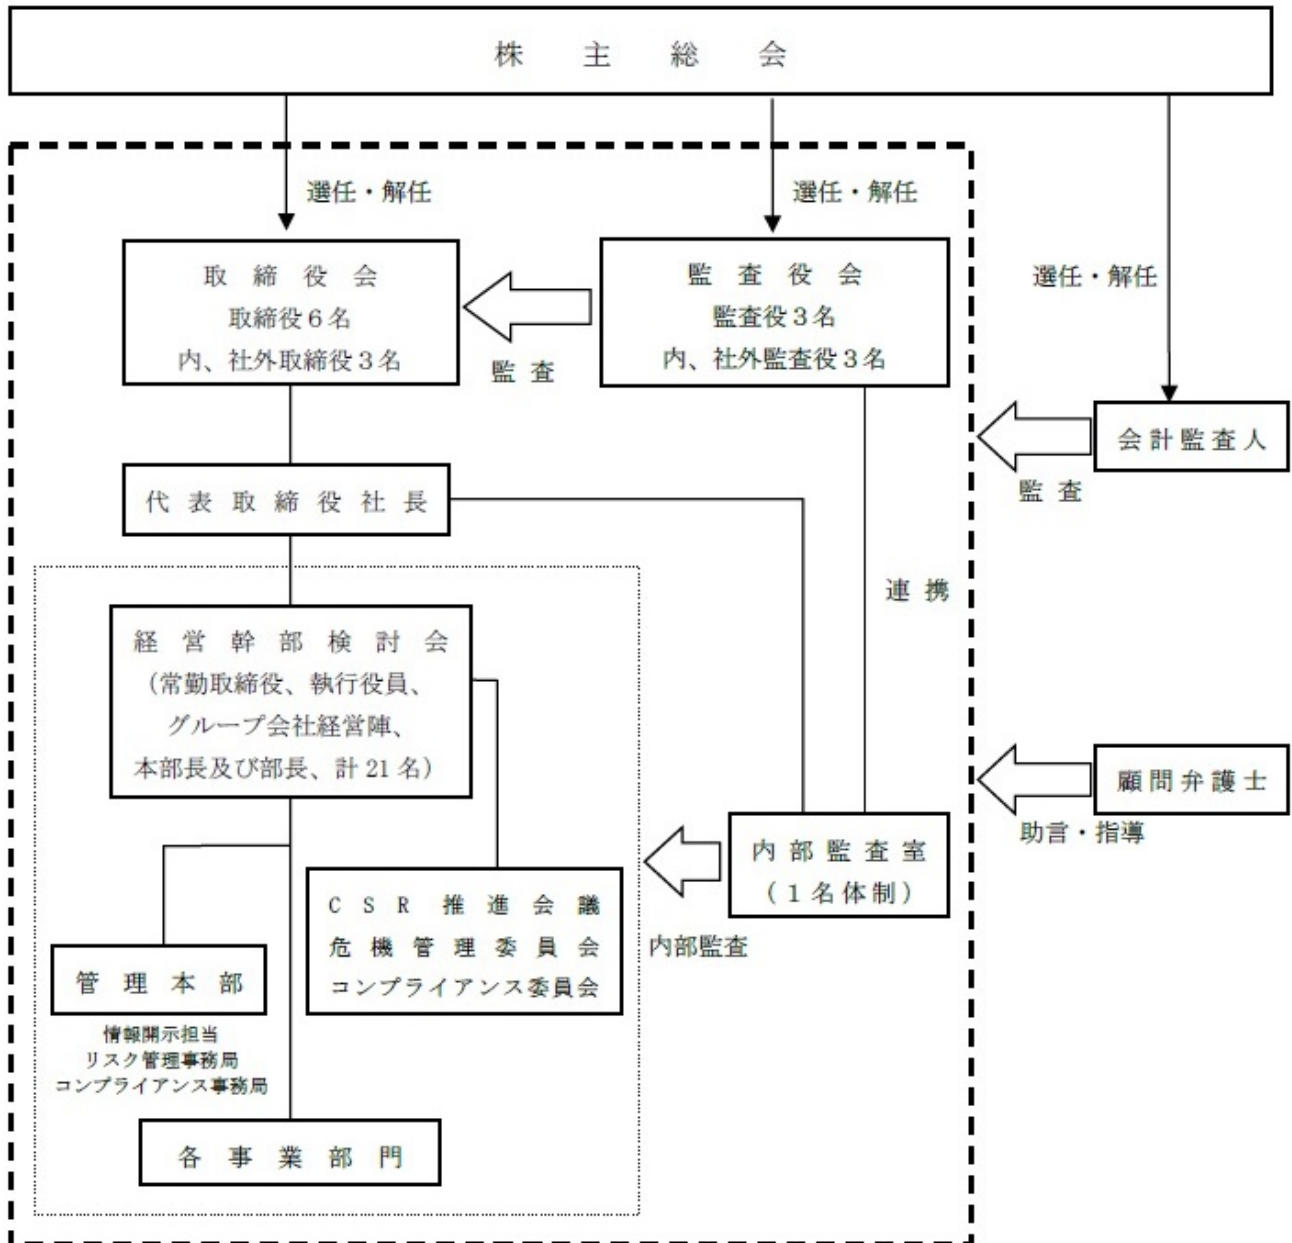 株主総会
選任・解任
選任・解任
選任・解任
取締役会
取締役6名
内、社外取締役3名
監査
監査役会
監査役3名
内、社外監査役3名
会計監査人
監査
代表取締役社長
連携
経営幹部検討会
（常勤取締役、執行役員、
グループ会社経営陣、
本部長及び部長、計21名）
顧問弁護士
助言・指導
内部監査室
（1名体制）
内部監査
CSR推進会議
危機管理委員会
コンプライアンス委員会
管理本部
情報開示担当
リスク管理事務局
コンプライアンス事務局
各事業部門